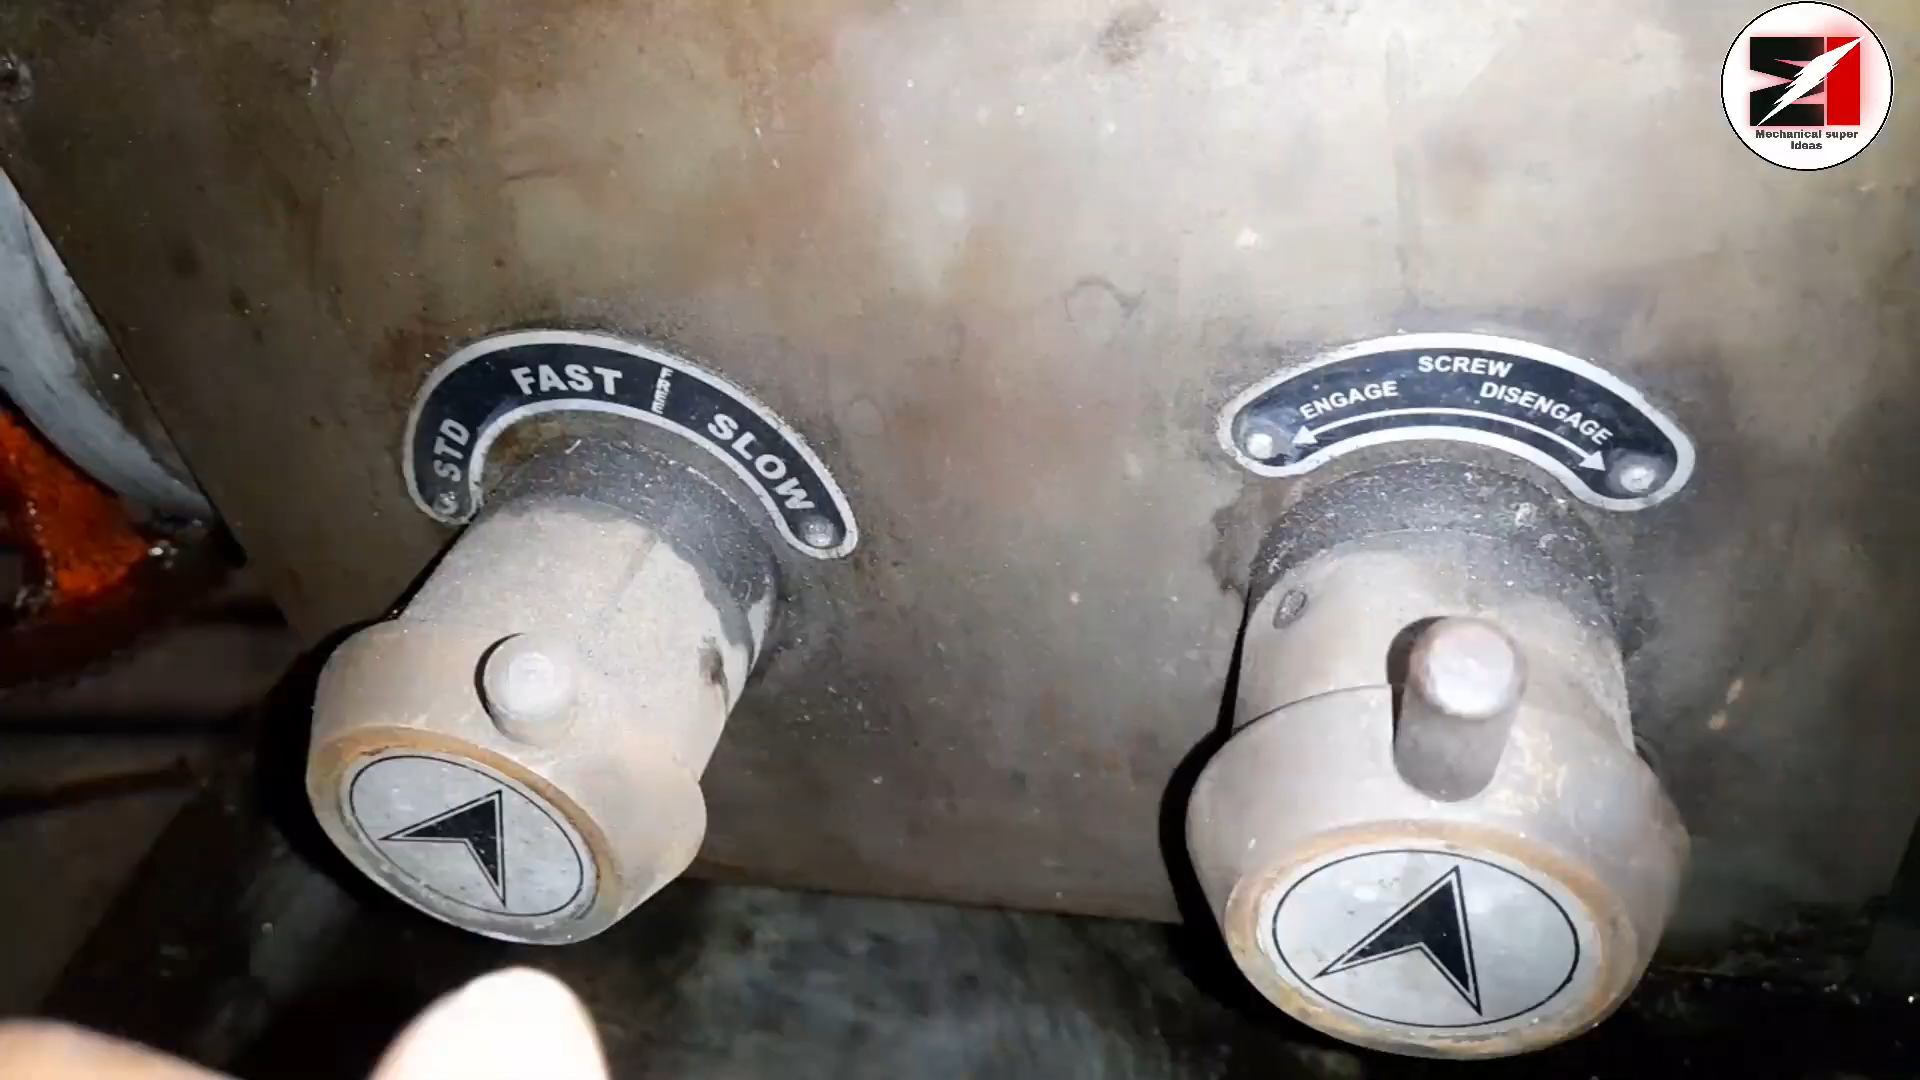 Mechanical super
Ideas
STD
FAST
FREE
SLOW
SCREW
ENGAGE
DISENGAGE